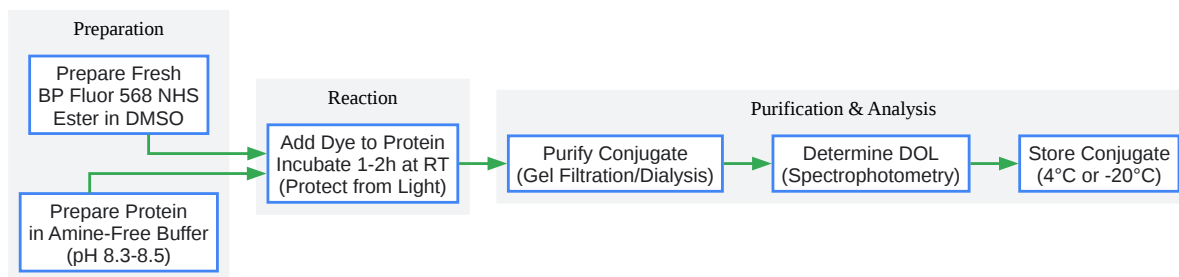 Preparation
Prepare Fresh
BP Fluor 568 NHS
Ester in DMSO
Prepare Protein
in Amine-Free Buffer
(pH 8.3-8.5)
Reaction
Add Dye to Protein
Incubate 1-2h at RT
(Protect from Light)
Purification & Analysis
Purify Conjugate
(Gel Filtration/Dialysis)
Determine DOL
(Spectrophotometry)
Store Conjugate
(4°C or -20°C)